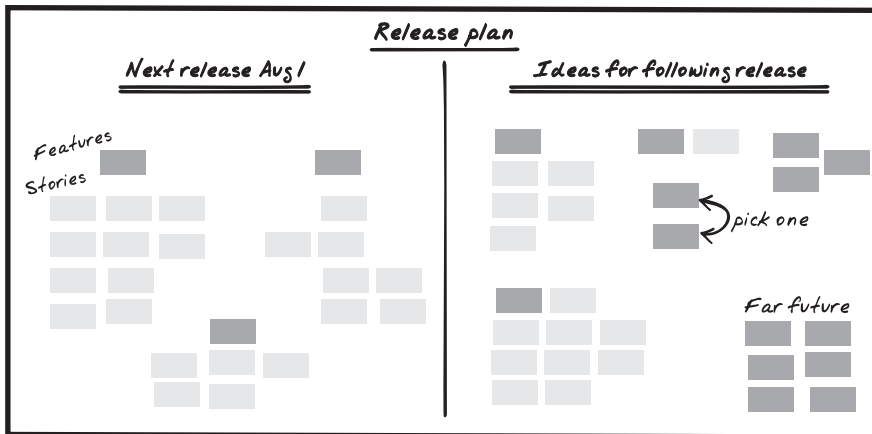 Release plan
Next release Aug 1
Ideas for following release
Features
Stories
pick one
Far future